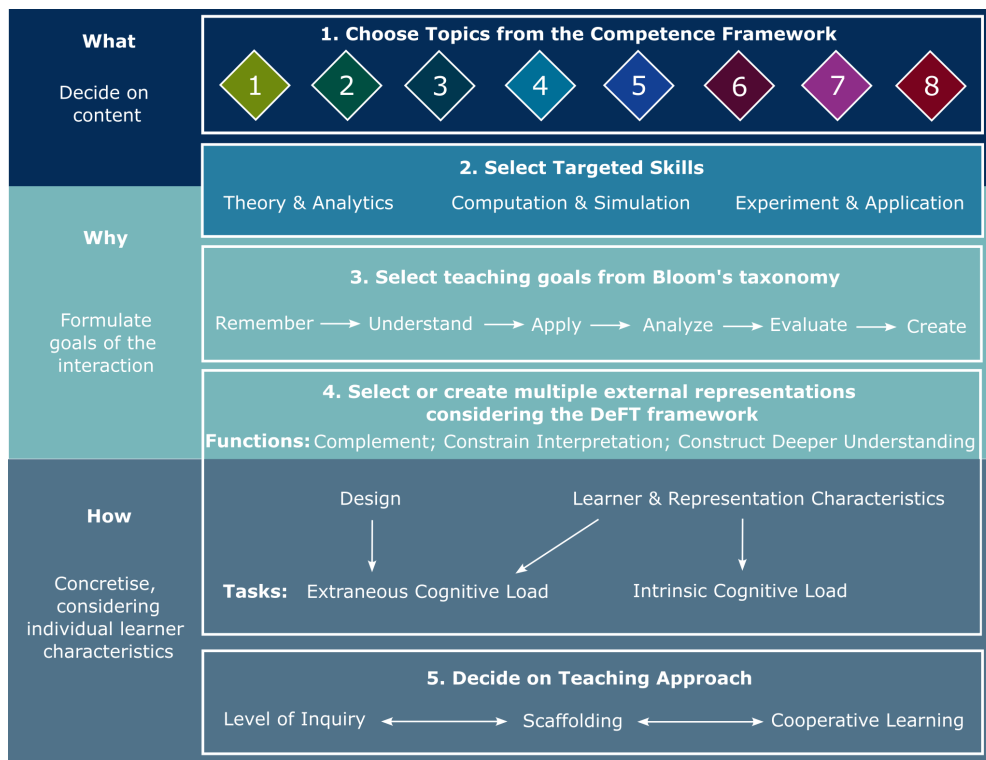 What
Decide on
content
1. Choose Topics from the Competence Framework
1 2 3 4 5 6 7 8
2. Select Targeted Skills
Theory & Analytics Computation & Simulation Experiment & Application
Why
Formulate
goals of the
interaction
3. Select teaching goals from Bloom's taxonomy
Remember Understand Apply Analyze Evaluate Create
4. Select or create multiple external representations
considering the DeFT framework
Functions: Complement; Constrain Interpretation; Construct Deeper Understanding
How
Concretise,
considering
individual learner
characteristics
Design Learner & Representation Characteristics
Tasks: Extraneous Cognitive Load Intrinsic Cognitive Load
5. Decide on Teaching Approach
Level of Inquiry Scaffolding Cooperative Learning